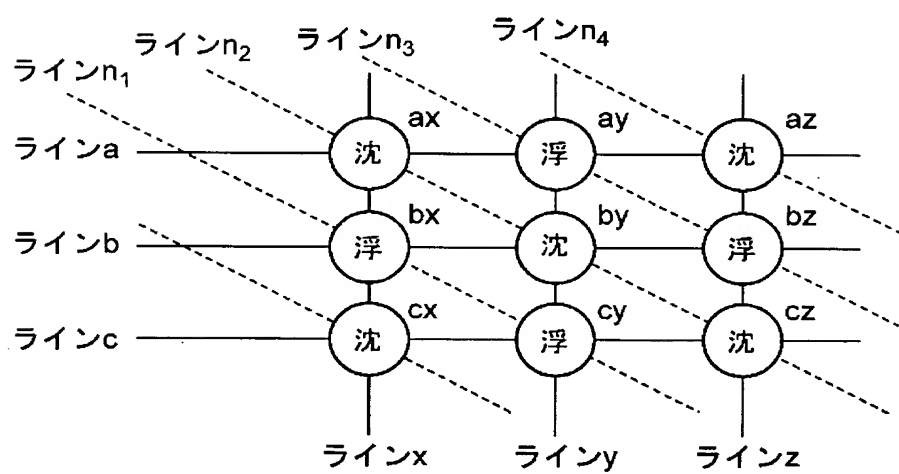 ラインn₁
ラインn₂
ラインn₃
ラインn₄
ax
ay
az
ラインa
沈
浮
沈
bx
by
bz
ラインb
浮
沈
浮
cx
cy
cz
ラインc
沈
浮
沈
ラインx
ラインy
ラインz